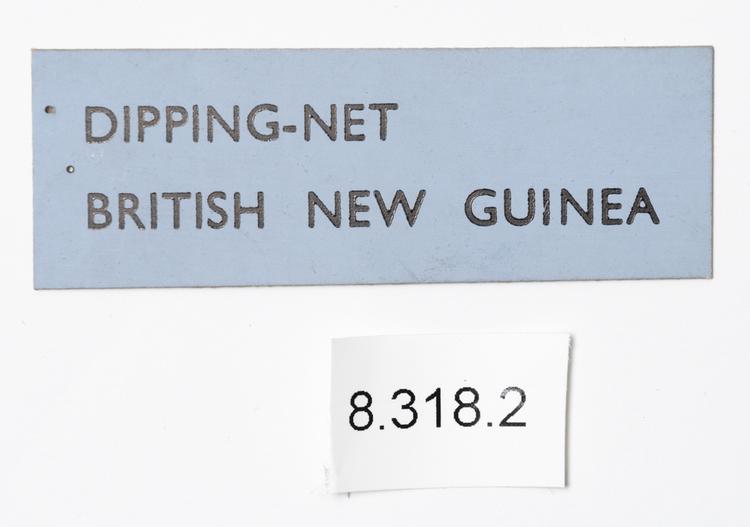 DIPPING-NET
BRITISH NEW GUINEA
8.318.2